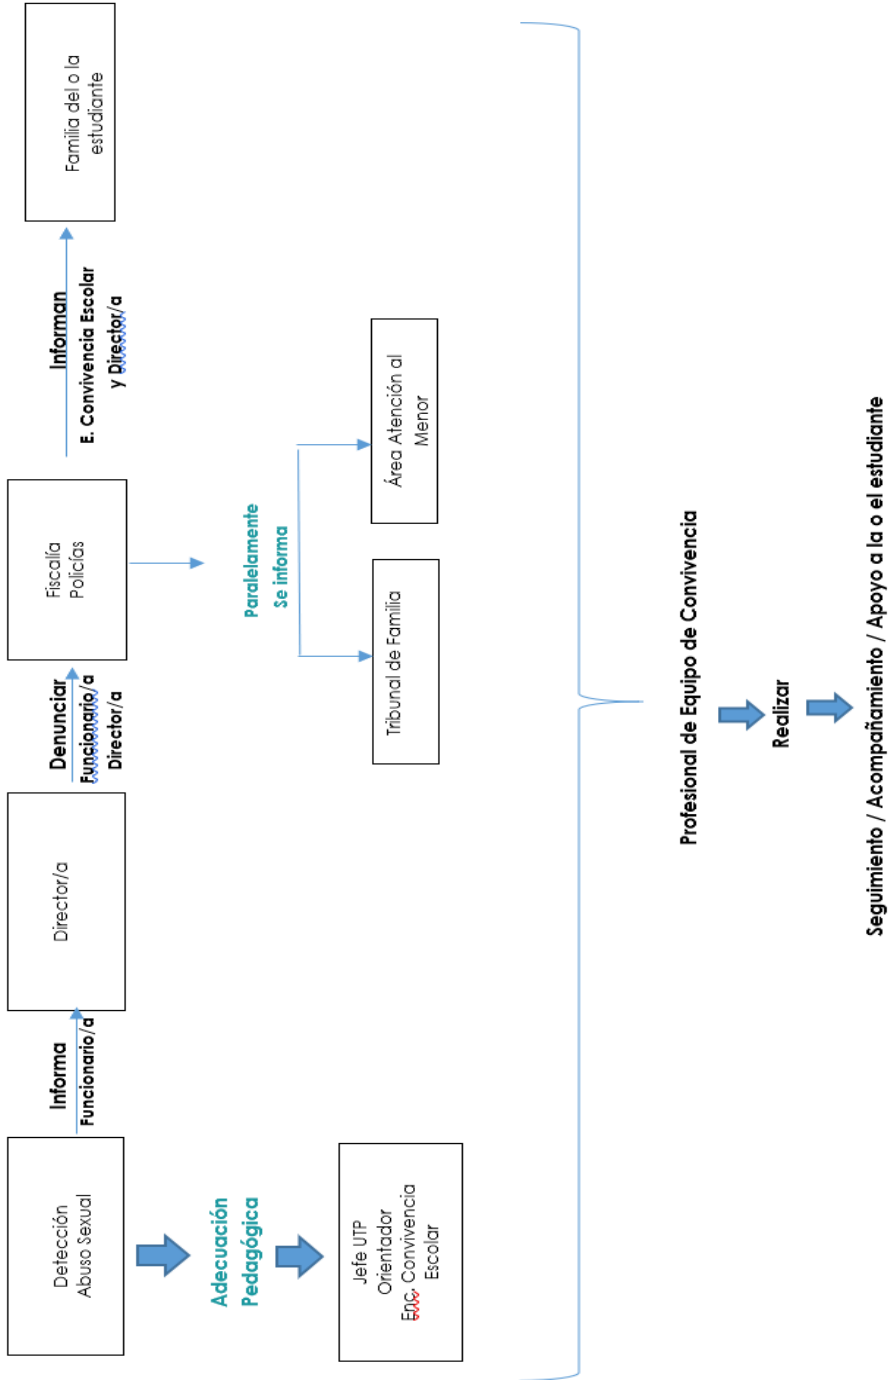 Detección
Abuso Sexual
Informa
Funcionario/a
Director/a
Denunciar
Funcionario/a
Director/a
Fiscalía
Policías
Informan
E. Convivencia Escolar
y Director/a
Familia del o la
estudiante
Adecuación
Pedagógica
Jefe UTP
Orientador
Enc. Convivencia
Escolar
Paralelamente
Se informa
Tribunal de Familia
Área Atención al
Menor
Profesional de Equipo de Convivencia
Realizar
Seguimiento / Acompañamiento / Apoyo a la o el estudiante